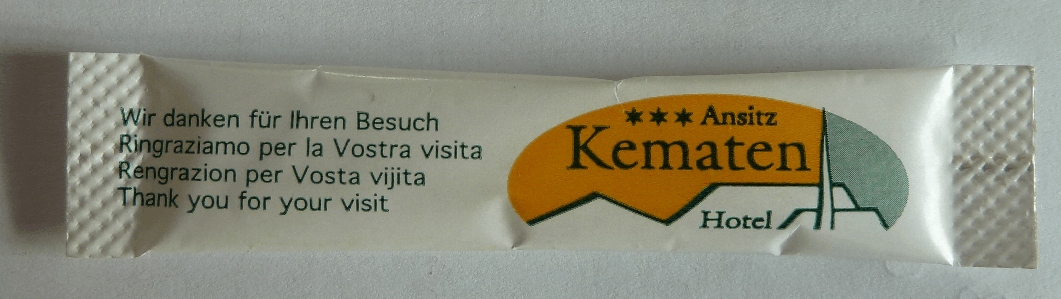 Wir danken für Ihren Besuch
Ringraziamo per la Vostra visita
Rengrazion per Vosta vijita
Thank you for your visit
*** Ansitz
Kematen
Hotel